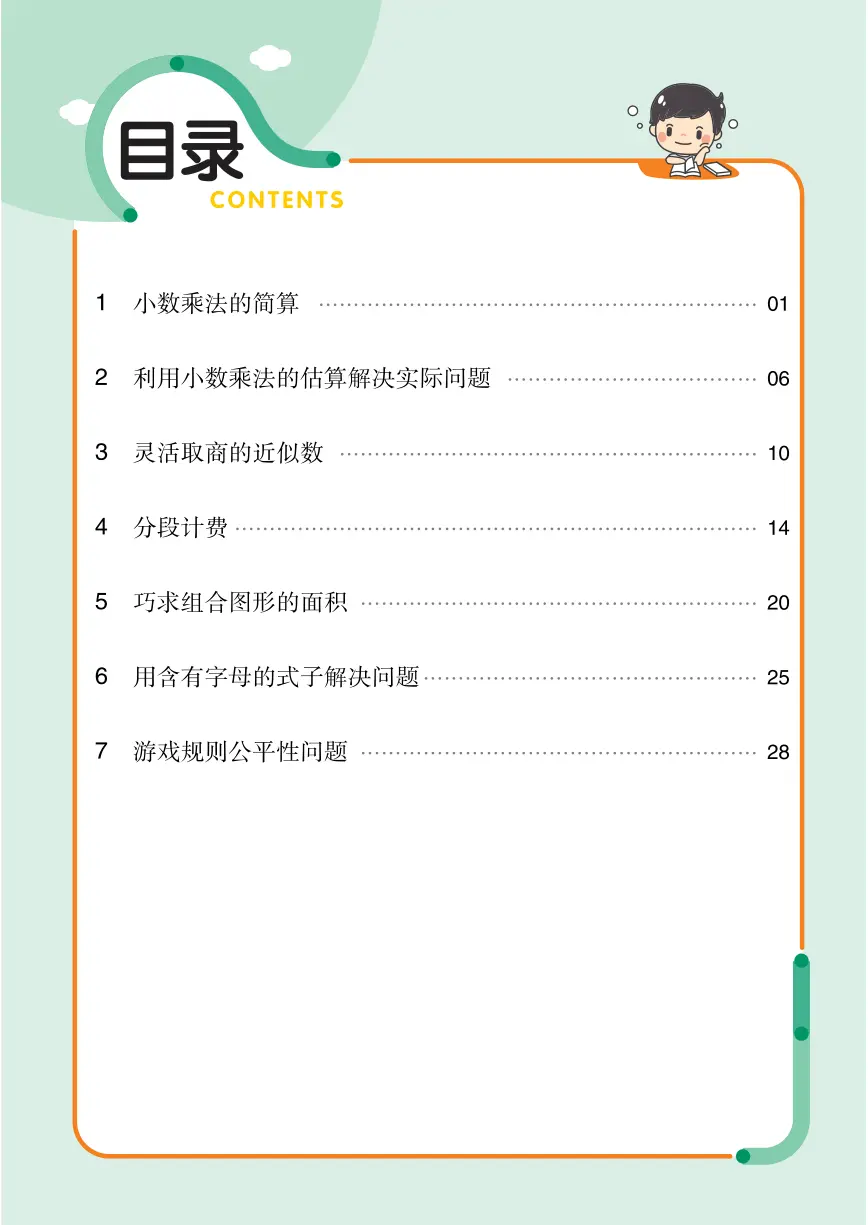 目录
CONTENTS
1 小数乘法的简算 ………………………………………… 01
2 利用小数乘法的估算解决实际问题 ………………………………………… 06
3 灵活取商的近似数 ………………………………………… 10
4 分段计费 ………………………………………… 14
5 巧求组合图形的面积 ………………………………………… 20
6 用含有字母的式子解决问题 ………………………………………… 25
7 游戏规则公平性问题 ………………………………………… 28